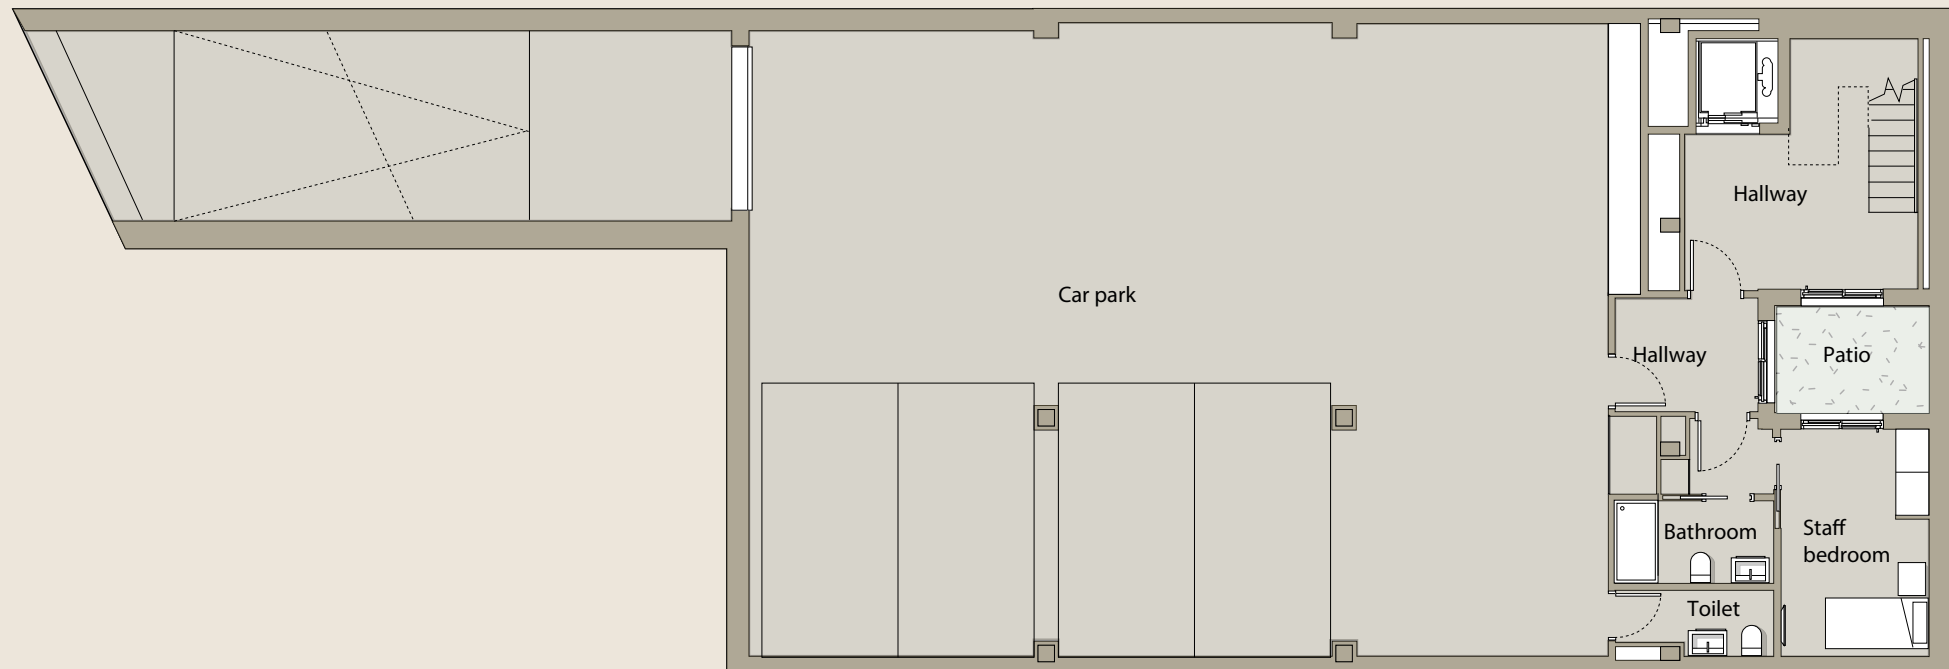 Hallway
Car park
Hallway
Patio
Bathroom
Staff
bedroom
Toilet